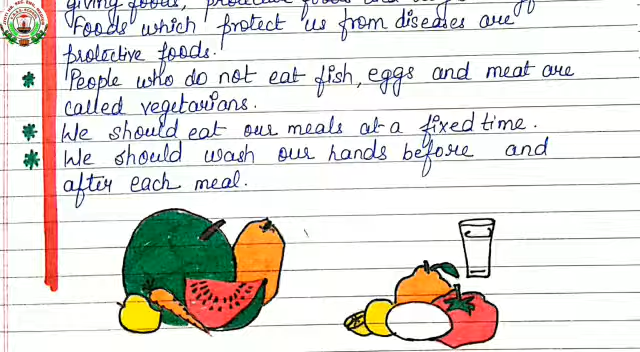 giving foods,
Foods which protect us from diseases are
protective foods.
* People who do not eat fish, eggs and meat are
called vegetarians.
* We should eat our meals at a fixed time.
* We should wash our hands before and
after each meal.